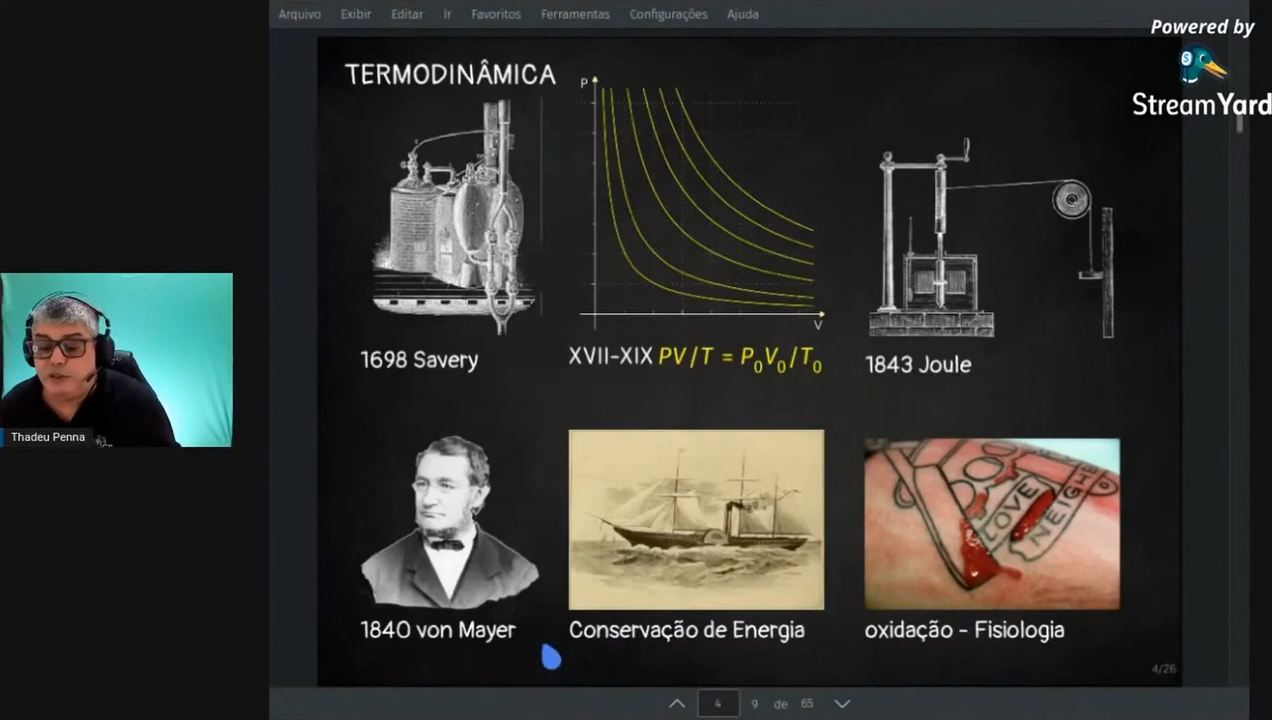 Arquivo Exibir Editar Ir Favoritos Ferramentas Configurações Ajuda
Powered by
StreamYard
TERMODINÂMICA
P
V
1698 Savery
XVII-XIX PV/T = P₀V₀/T₀
1843 Joule
Thadeu Penna
LOVE
NEIGHBO
1840 von Mayer
Conservação de Energia
oxidação - Fisiologia
4/26
4 9 de 65